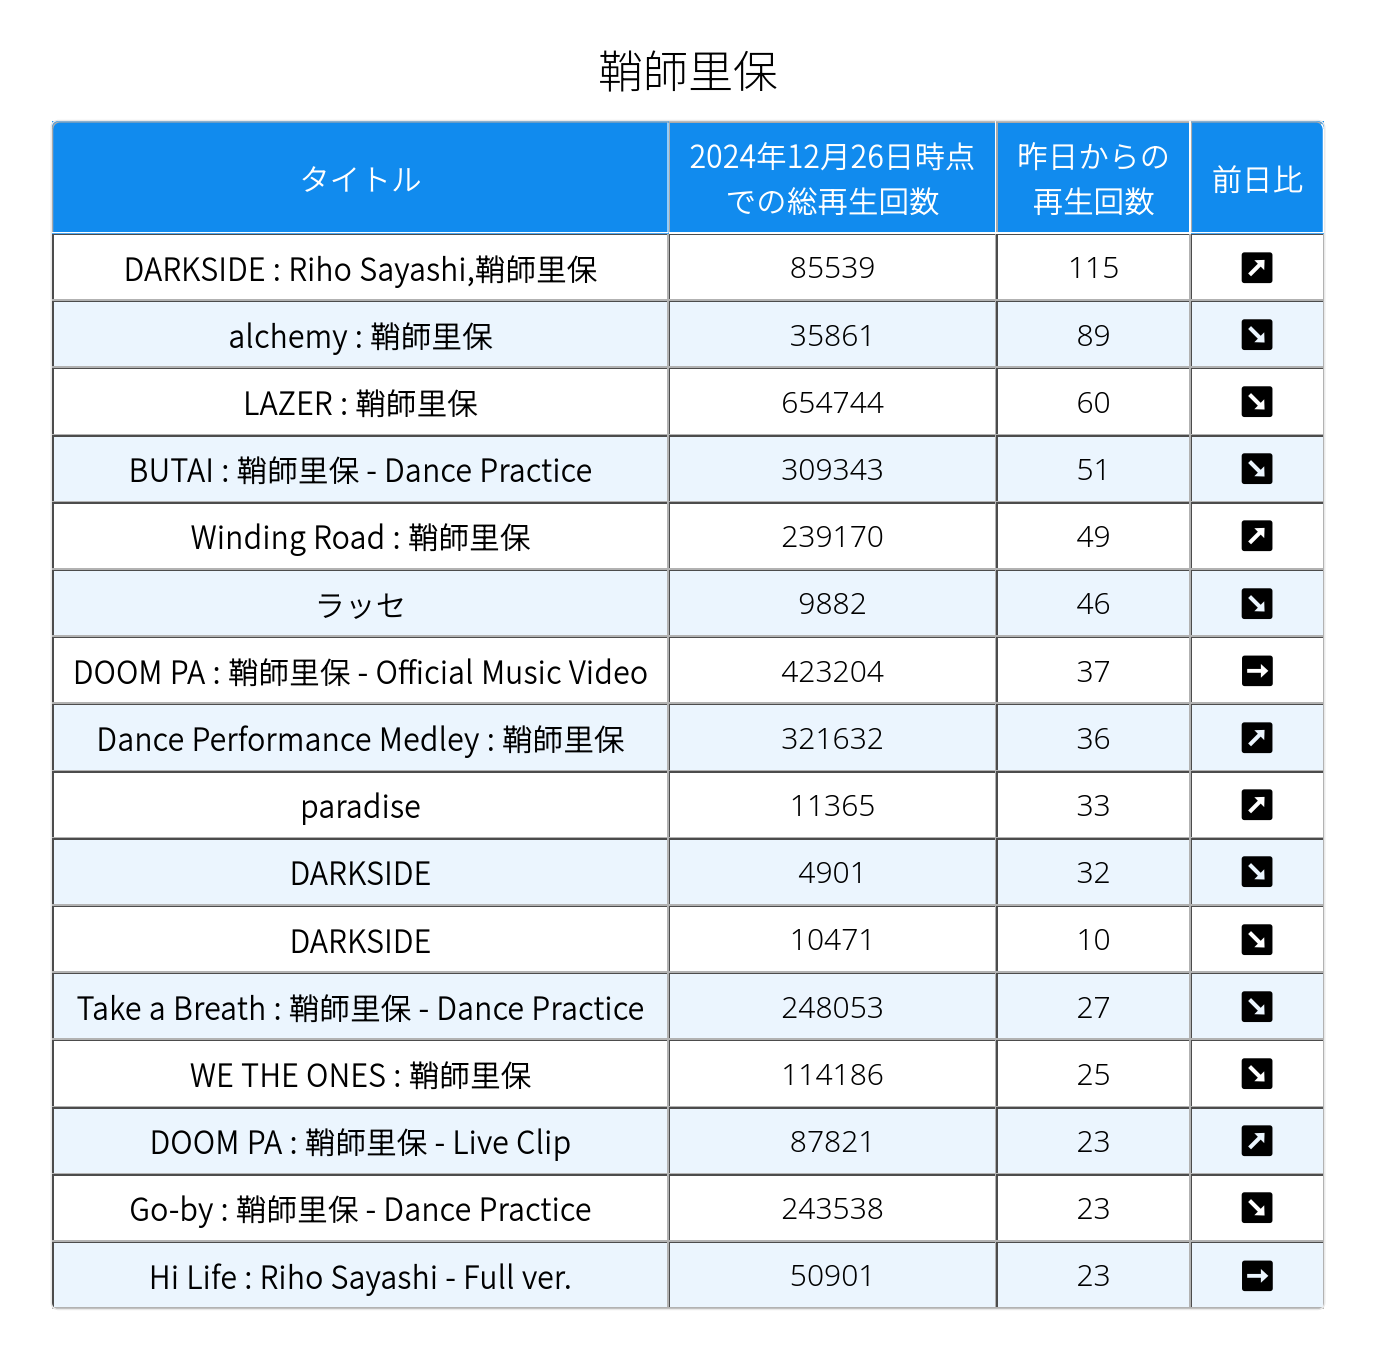 鞘師里保
タイトル 2024年12月26日時点での総再生回数 昨日からの再生回数 前日比
DARKSIDE : Riho Sayashi,鞘師里保 85539 115 ↗
alchemy : 鞘師里保 35861 89 ↘
LAZER : 鞘師里保 654744 60 ↘
BUTAI : 鞘師里保 - Dance Practice 309343 51 ↘
Winding Road : 鞘師里保 239170 49 ↗
ラッセ 9882 46 ↘
DOOM PA : 鞘師里保 - Official Music Video 423204 37 →
Dance Performance Medley : 鞘師里保 321632 36 ↗
paradise 11365 33 ↗
DARKSIDE 4901 32 ↘
DARKSIDE 10471 10 ↘
Take a Breath : 鞘師里保 - Dance Practice 248053 27 ↘
WE THE ONES : 鞘師里保 114186 25 ↘
DOOM PA : 鞘師里保 - Live Clip 87821 23 ↗
Go-by : 鞘師里保 - Dance Practice 243538 23 ↘
Hi Life : Riho Sayashi - Full ver. 50901 23 →